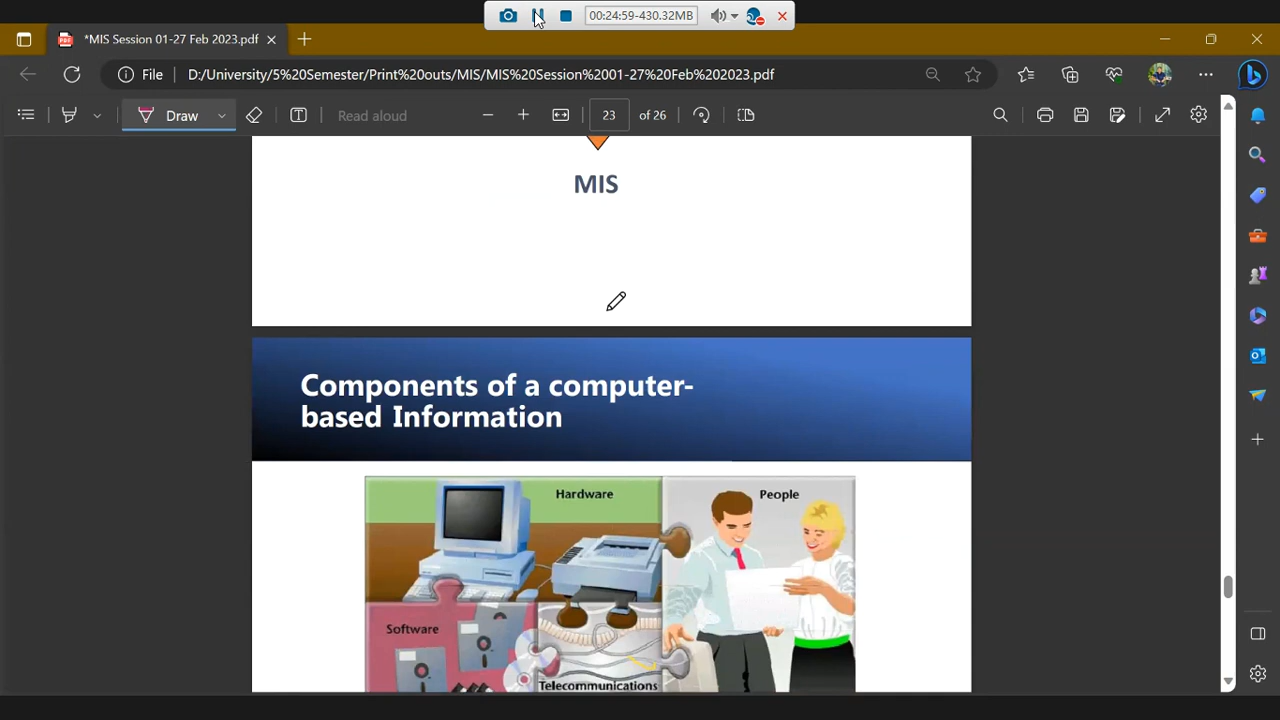 00:24:59-430.32MB
*MIS Session 01-27 Feb 2023.pdf
File
D:/University/5%20Semester/Print%20outs/MIS/MIS%20Session%2001-27%20Feb%202023.pdf
Draw
Read aloud
23
of 26
MIS
Components of a computer-
based Information
Hardware
People
Software
Telecommunications